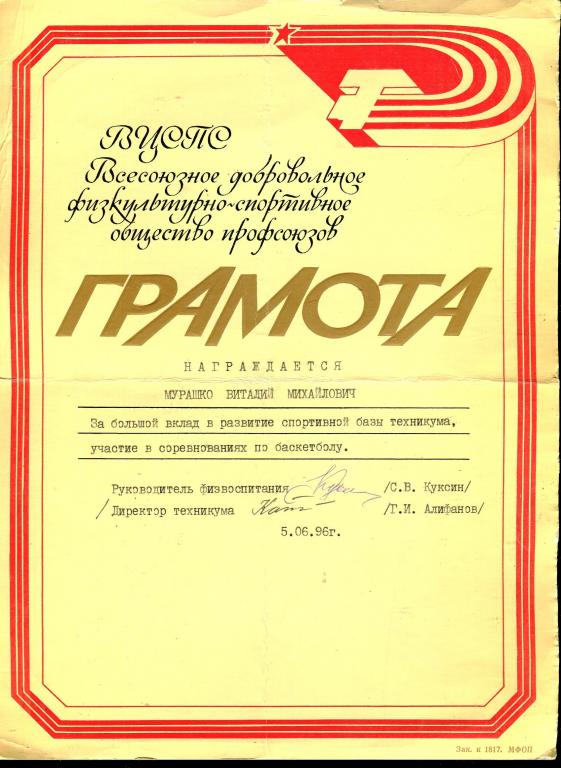 ВЦСПС
Всесоюзное добровольное
физкультурно-спортивное
общество профсоюзов
ГРАМОТА
НАГРАЖДАЕТСЯ
МУРАШКО ВИТАЛИЙ МИХАЙЛОВИЧ
За большой вклад в развитие спортивной базы техникума,
участие в соревнованиях по баскетболу.
Руководитель физвоспитания /С.В. Куксин/
/Директор техникума /Г.И. Алифанов/
5.06.96г.
Зак. к 1817. МФОП